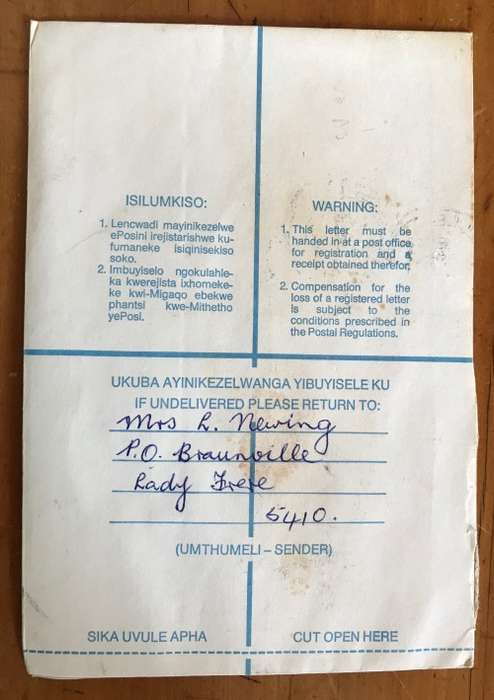 ISILUMKISO:
1. Lencwadi mayinikezelwe
ePosini irejistarishwe ku-
fumaneke isiqinisekiso
soko.
2. Imbuyiselo ngokulahle-
ka kwerejista ixhomeke-
ke kwi-Migaqo ebekwe
phantsi kwe-Mithetho
yePosi.
WARNING:
1. This letter must be
handed in at a post office
for registration and a
receipt obtained therefor.
2. Compensation for the
loss of a registered letter
is subject to the
conditions prescribed in
the Postal Regulations.
UKUBA AYINIKEZELWANGA YIBUYISELE KU
IF UNDELIVERED PLEASE RETURN TO:
Mrs L. Newing
P.O. Braunville
Lady Frere
5410.
(UMTHUMELI – SENDER)
SIKA UVULE APHA
CUT OPEN HERE